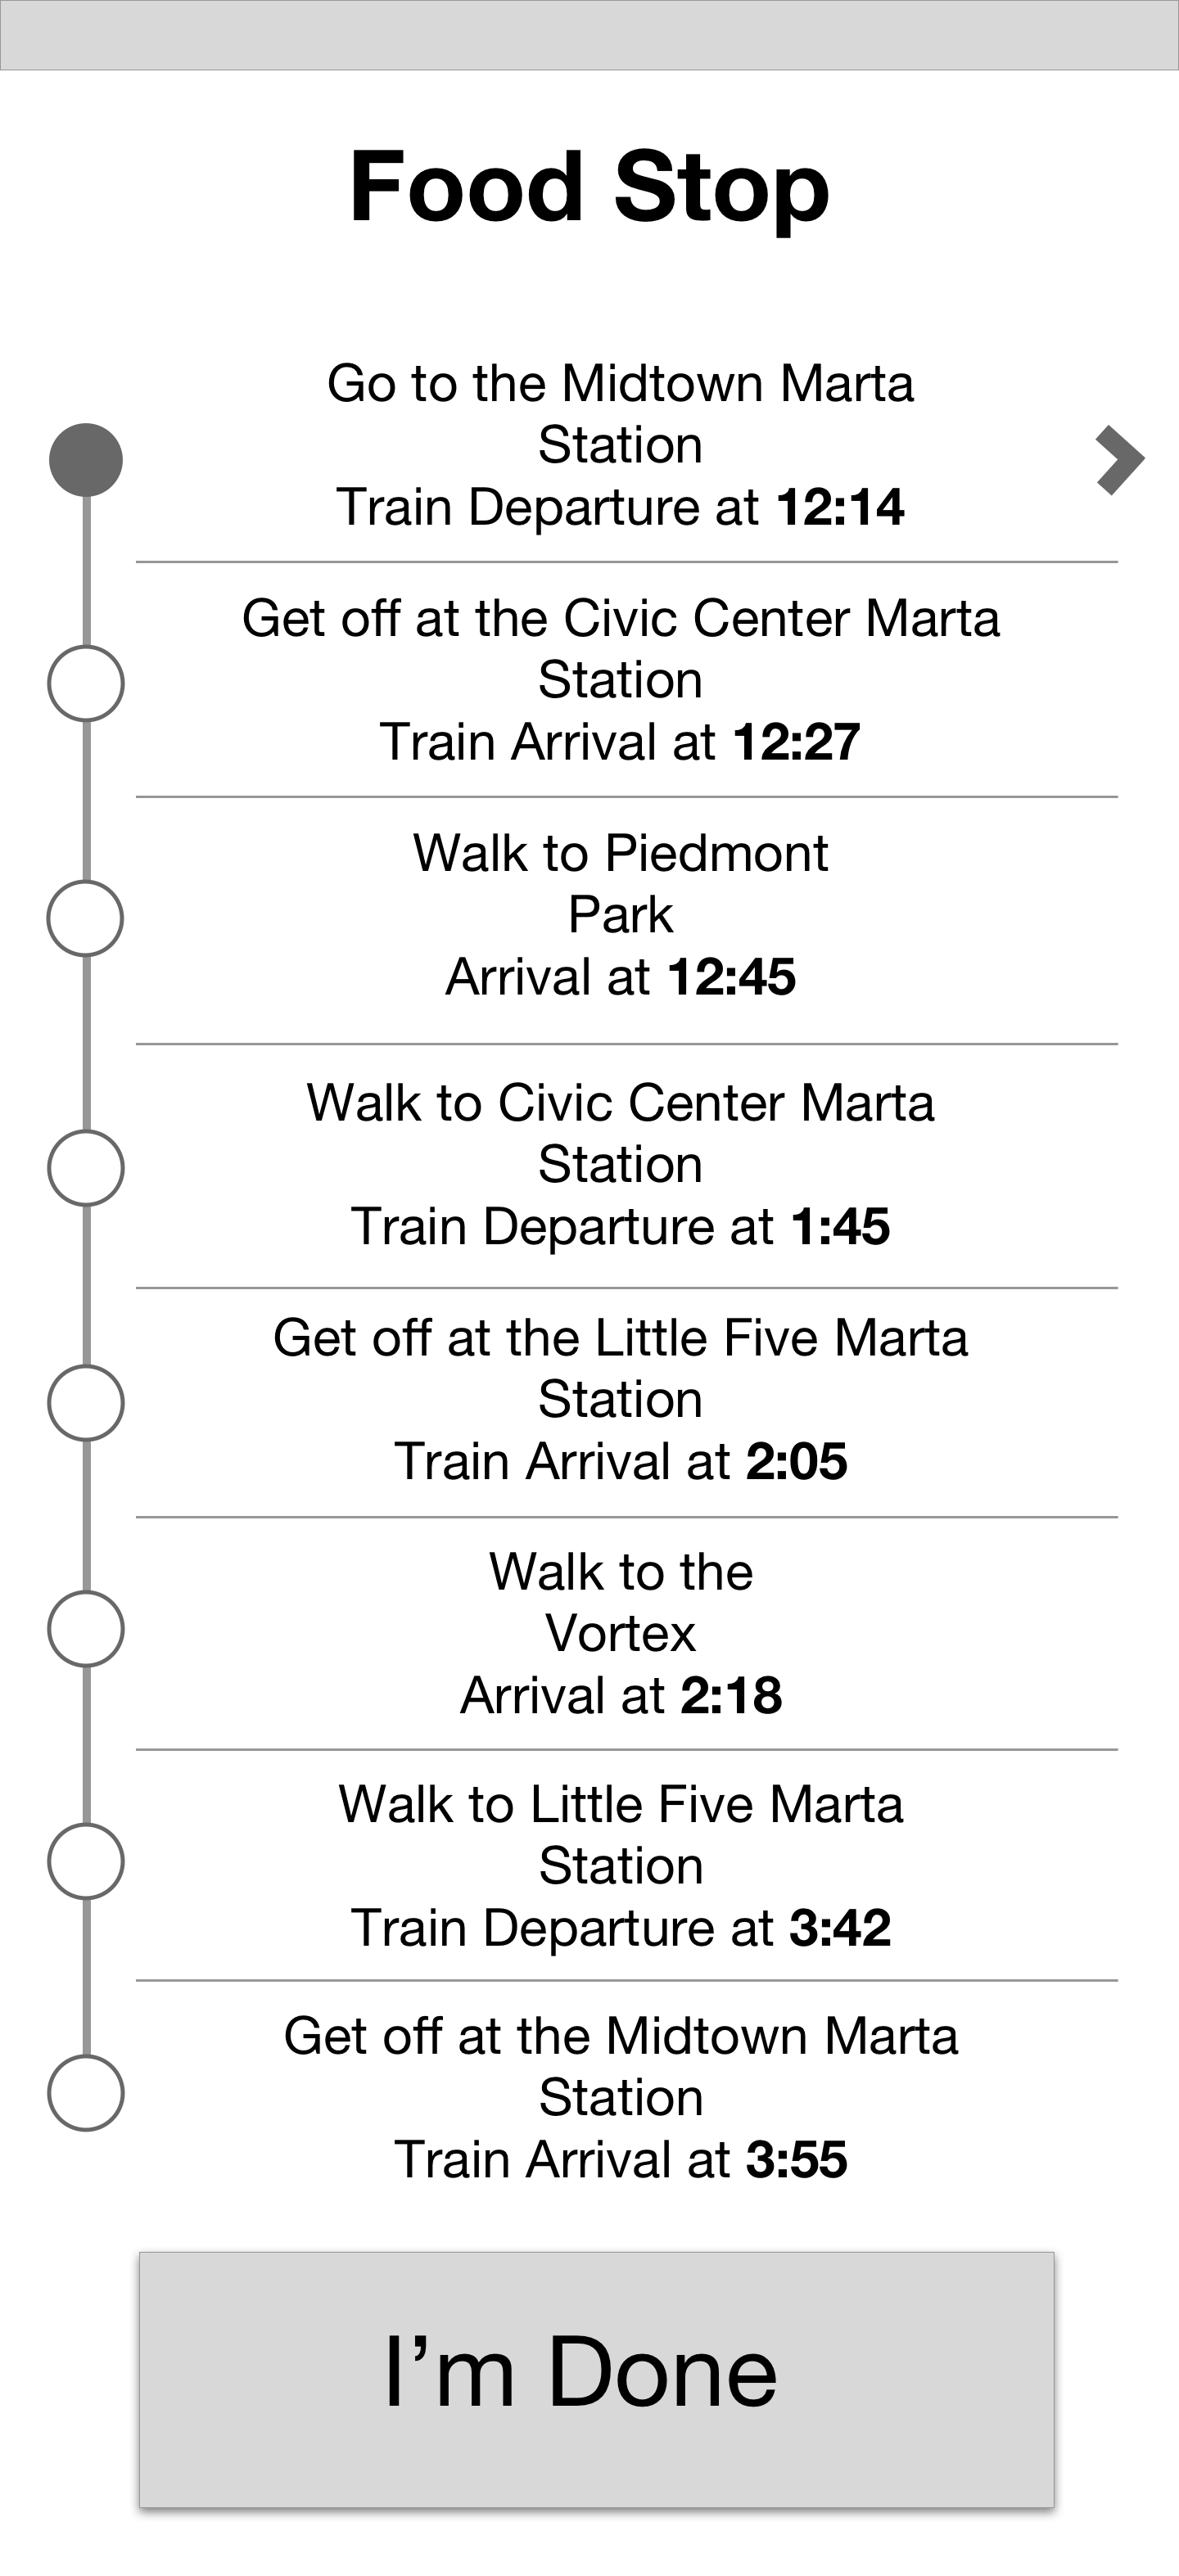 Food Stop
Go to the Midtown Marta
Station
Train Departure at 12:14
Get off at the Civic Center Marta
Station
Train Arrival at 12:27
Walk to Piedmont
Park
Arrival at 12:45
Walk to Civic Center Marta
Station
Train Departure at 1:45
Get off at the Little Five Marta
Station
Train Arrival at 2:05
Walk to the
Vortex
Arrival at 2:18
Walk to Little Five Marta
Station
Train Departure at 3:42
Get off at the Midtown Marta
Station
Train Arrival at 3:55
I’m Done